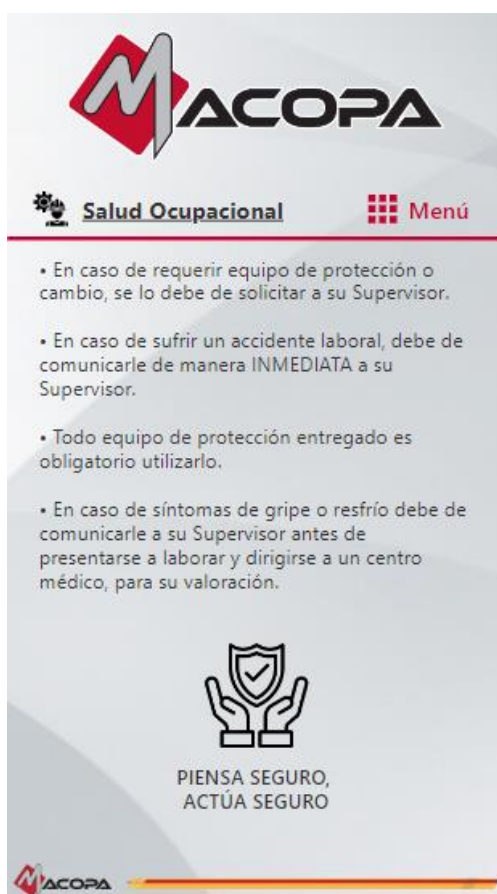 MACOPA
Salud Ocupacional
Menú
• En caso de requerir equipo de protección o
cambio, se lo debe de solicitar a su Supervisor.
• En caso de sufrir un accidente laboral, debe de
comunicarle de manera INMEDIATA a su
Supervisor.
• Todo equipo de protección entregado es
obligatorio utilizarlo.
• En caso de síntomas de gripe o resfrío debe de
comunicarle a su Supervisor antes de
presentarse a laborar y dirigirse a un centro
médico, para su valoración.
PIENSA SEGURO,
ACTÚA SEGURO
MACOPA